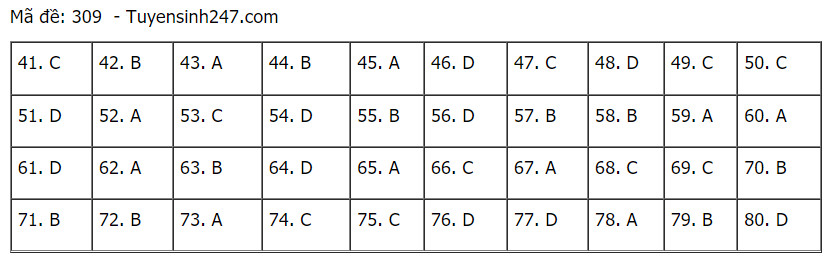 Mã đề: 309 - Tuyensinh247.com
41. C 42. B 43. A 44. B 45. A 46. D 47. C 48. D 49. C 50. C
51. D 52. A 53. C 54. D 55. B 56. D 57. B 58. B 59. A 60. A
61. D 62. A 63. B 64. D 65. A 66. C 67. A 68. C 69. C 70. B
71. B 72. B 73. A 74. C 75. C 76. D 77. D 78. A 79. B 80. D